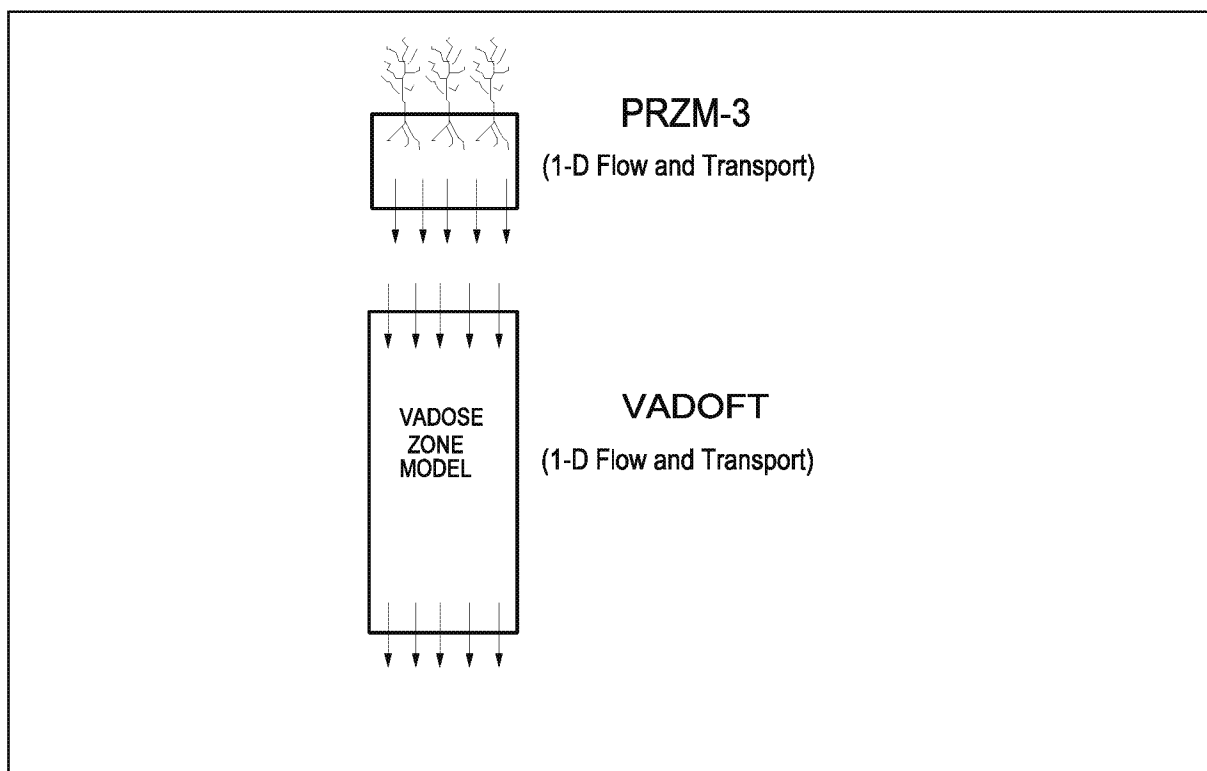 PRZM-3
(1-D Flow and Transport)
VADOSE
ZONE
MODEL
VADOFT
(1-D Flow and Transport)